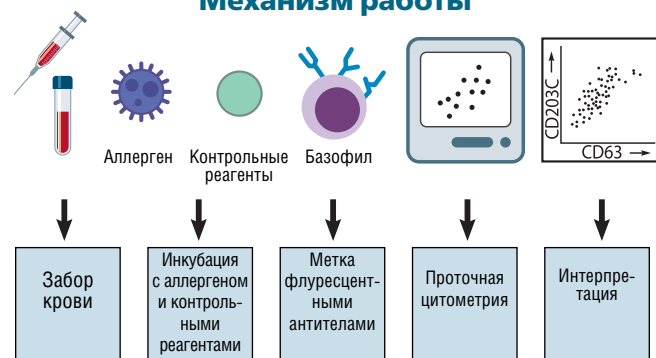 Механизм работы
CD203C
CD63
Аллерген
Контрольные
реагенты
Базофил
Забор
крови
Инкубация
с аллергеном
и контроль-
ными
реагентами
Метка
флуресцент-
ными
антителами
Проточная
цитометрия
Интерпре-
тация